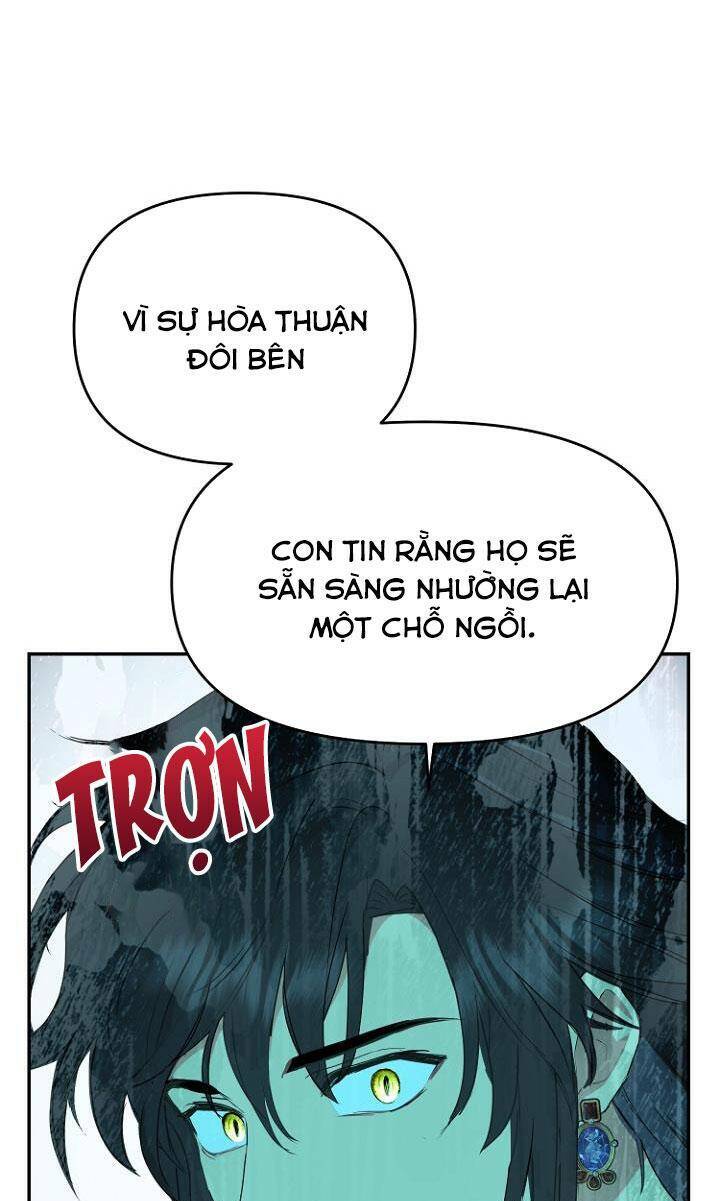 VÌ SỰ HÒA THUẬN
ĐÔI BÊN
CON TIN RẰNG HỌ SẼ
SẴN SÀNG NHƯỜNG LẠI
MỘT CHỖ NGỒI.
TRỢN